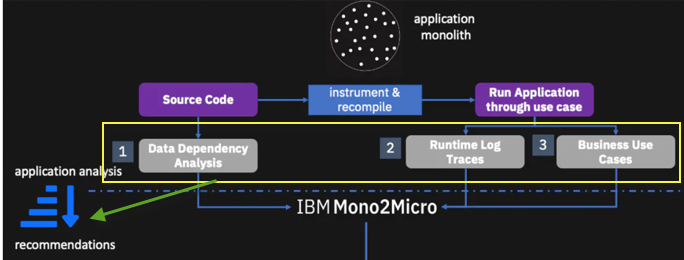 application
monolith
Source Code
instrument &
recompile
Run Application
through use case
1
Data Dependency
Analysis
2
Runtime Log
Traces
3
Business Use
Cases
application analysis
IBM Mono2Micro
recommendations